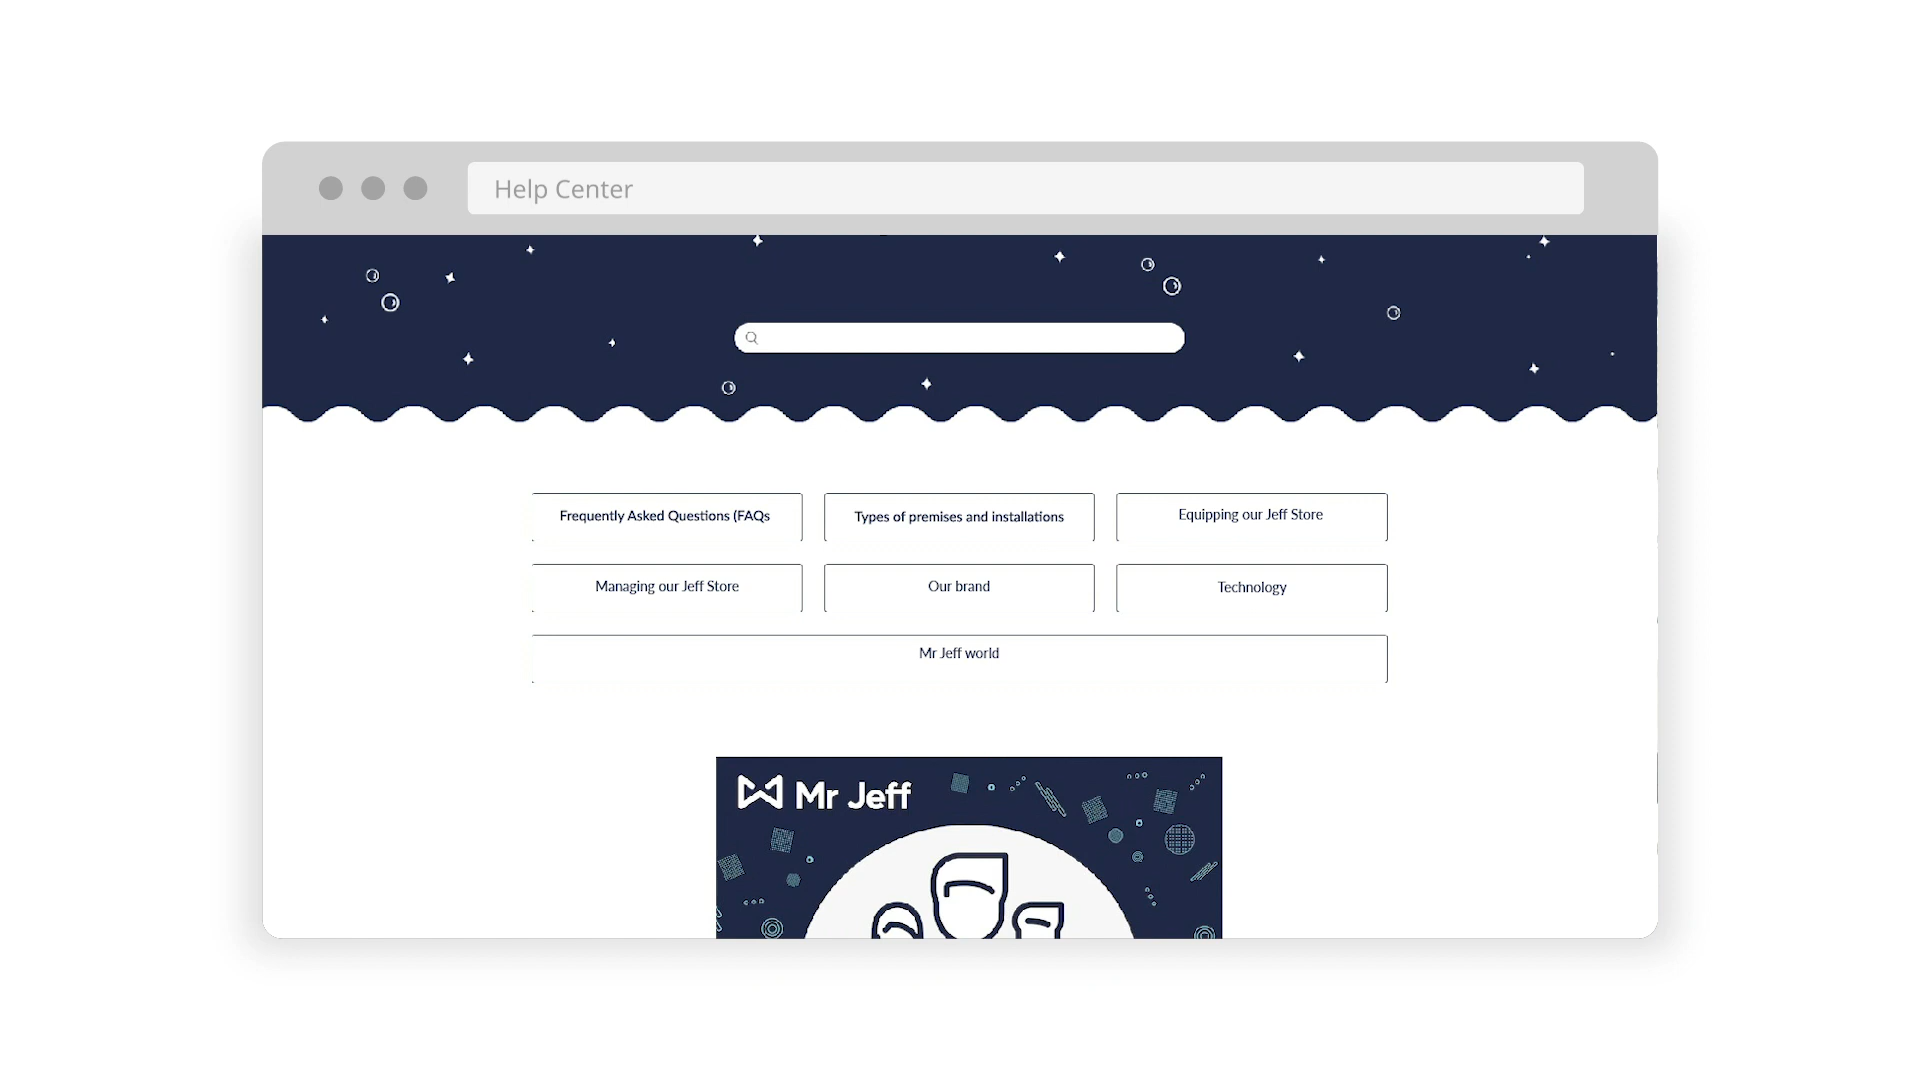 Help Center
Frequently Asked Questions (FAQs
Types of premises and installations
Equipping our Jeff Store
Managing our Jeff Store
Our brand
Technology
Mr Jeff world
Mr Jeff